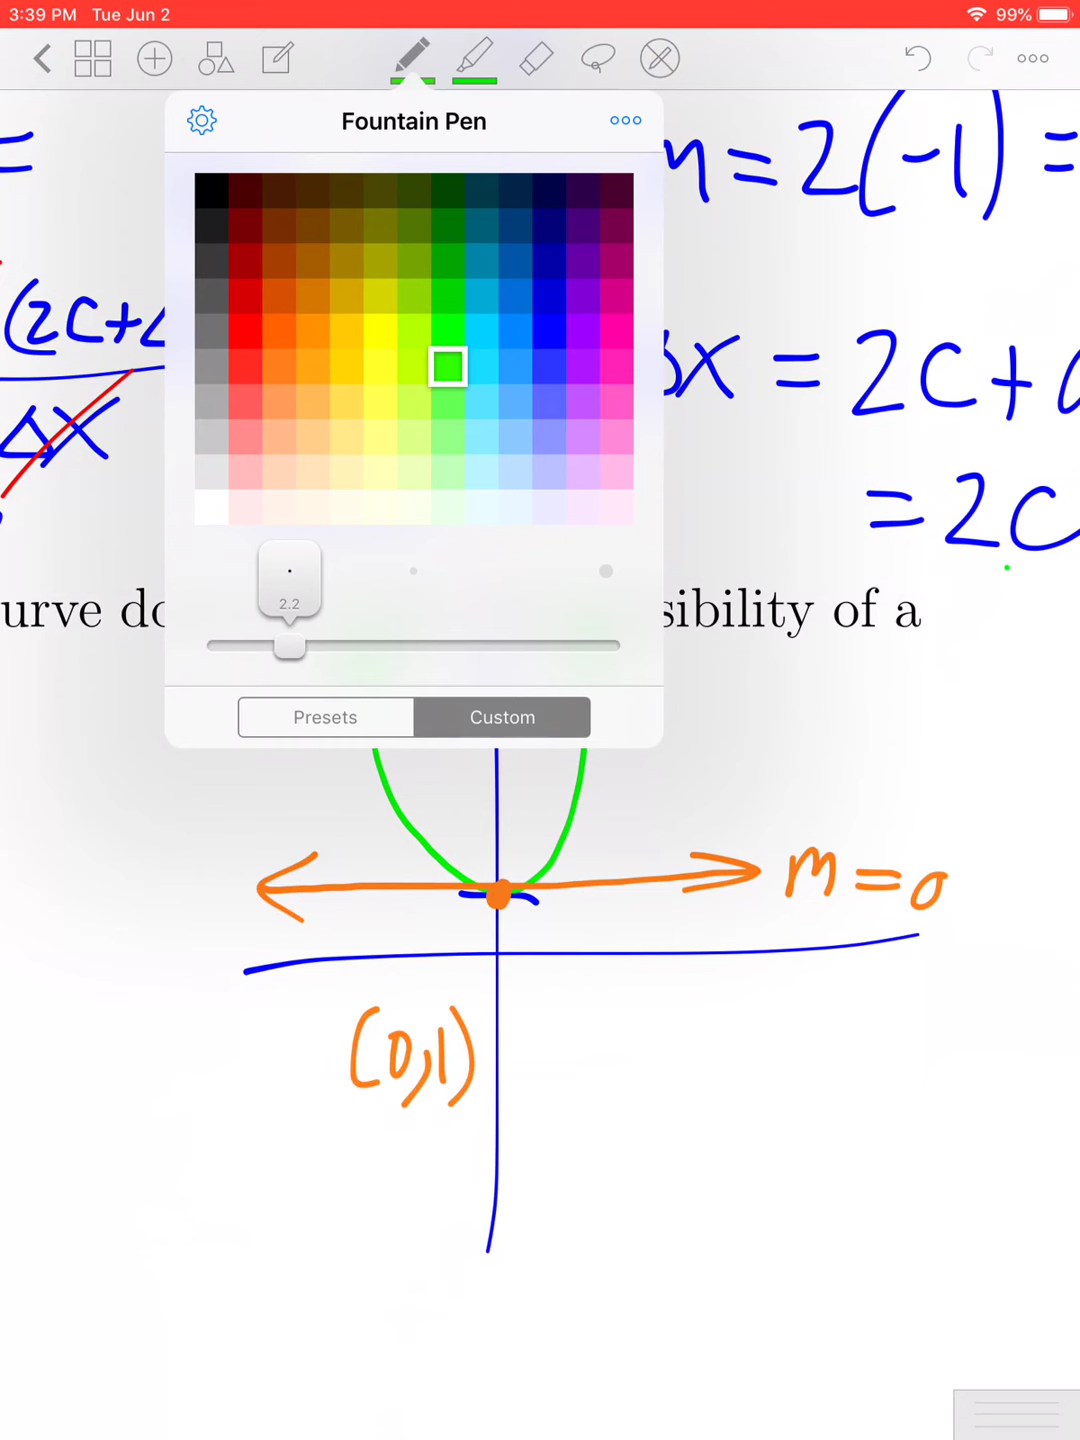 3:39 PM Tue Jun 2 99%
Fountain Pen
=
m = 2(-1) =
(2c+
ΔX
X = 2c+
= 2c
2.2
urve do
sibility of a
Presets Custom
m = 0
(0,1)